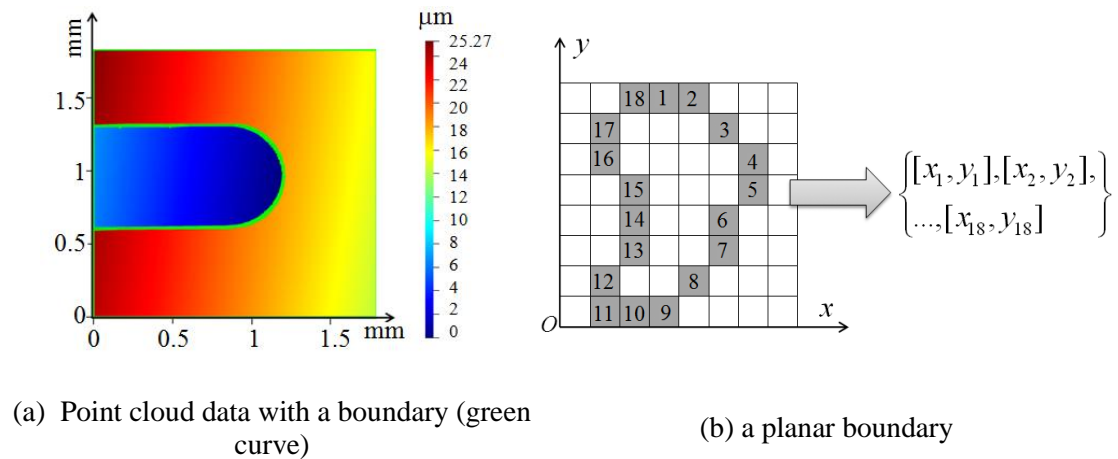 mm
1.5
1
0.5
0
0 0.5 1 mm
μm
25.27
24
22
20
18
16
14
12
10
8
6
4
2
0
y
18 1 2
17 3
16 4
15 5
14 6
13 7
12 8
11 10 9
O x
{[x₁, y₁],[x₂, y₂],
...,[x₁₈, y₁₈]}
(a) Point cloud data with a boundary (green
curve)
(b) a planar boundary